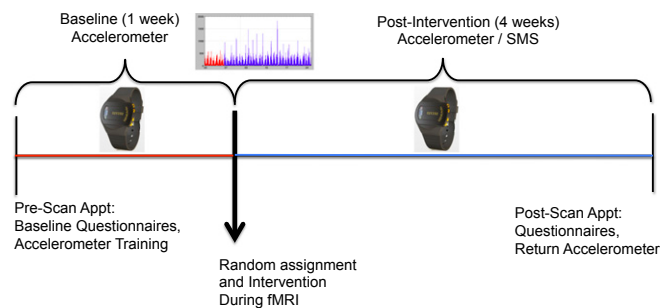 Baseline (1 week)
Accelerometer
Post-Intervention (4 weeks)
Accelerometer / SMS
Pre-Scan Appt:
Baseline Questionnaires,
Accelerometer Training
Random assignment
and Intervention
During fMRI
Post-Scan Appt:
Questionnaires,
Return Accelerometer